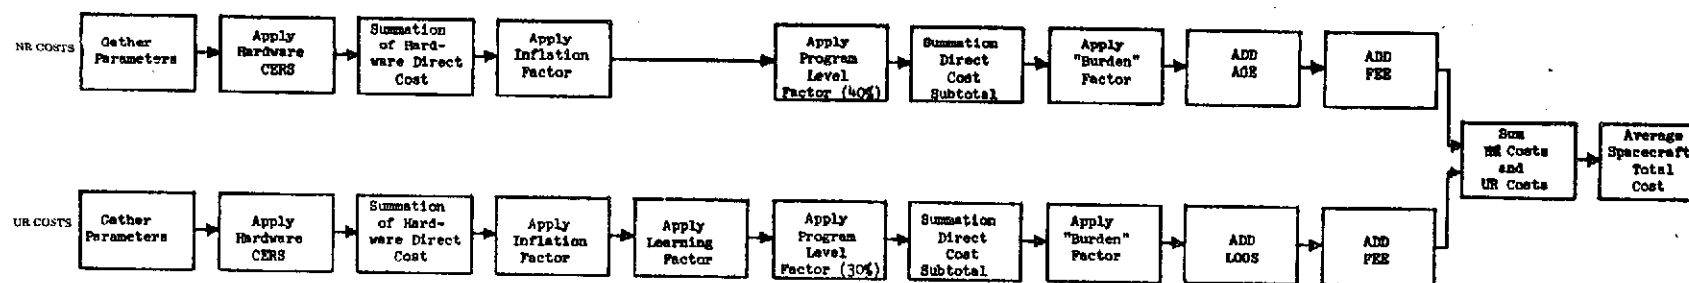 NR COSTS
Gather
Parameters
Apply
Hardware
CERS
Summation
of Hard-
ware Direct
Cost
Apply
Inflation
Factor
Apply
Program
Level
Factor (40%)
Summation
Direct
Cost
Subtotal
Apply
"Burden"
Factor
ADD
AGE
ADD
FEE
Sum
NR Costs
and
UR Costs
Average
Spacecraft
Total
Cost
UR COSTS
Gather
Parameters
Apply
Hardware
CERS
Summation
of Hard-
ware Direct
Cost
Apply
Inflation
Factor
Apply
Learning
Factor
Apply
Program
Level
Factor (30%)
Summation
Direct
Cost
Subtotal
Apply
"Burden"
Factor
ADD
LOOS
ADD
FEE